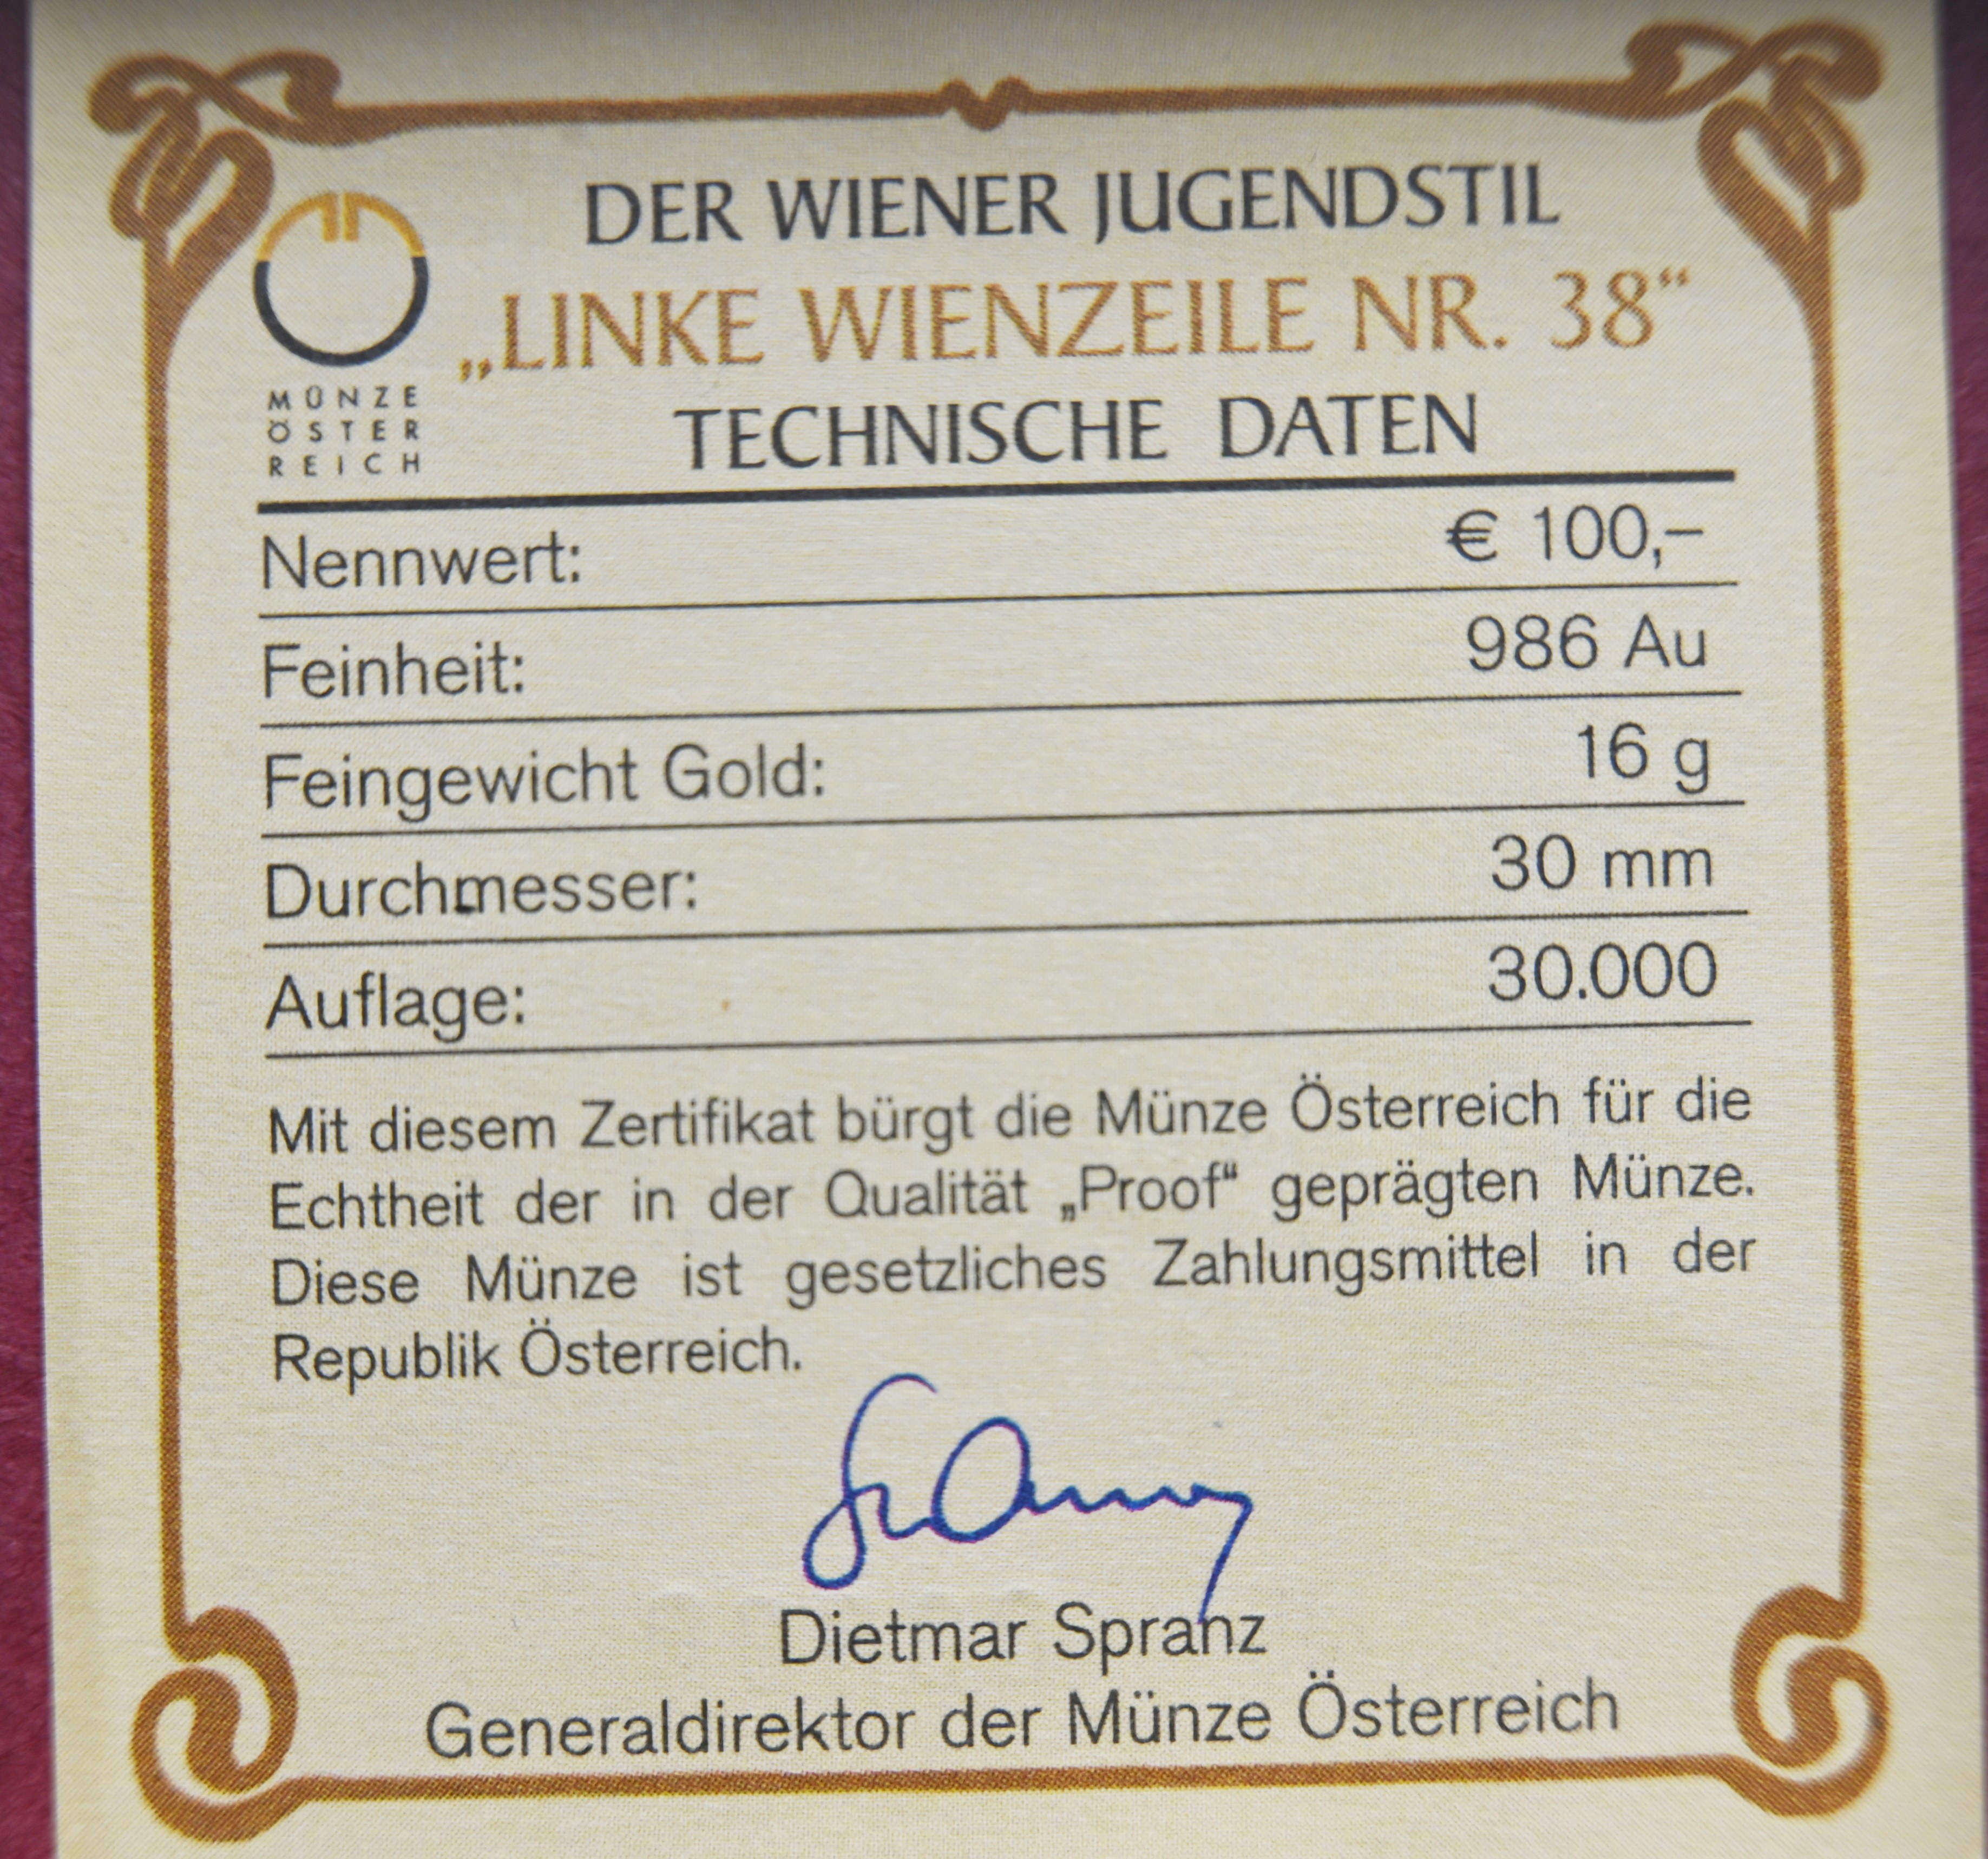 DER WIENER JUGENDSTIL
„LINKE WIENZEILE NR. 38“
MÜNZE
ÖSTER
REICH
TECHNISCHE DATEN
Nennwert: € 100,–
Feinheit: 986 Au
Feingewicht Gold: 16 g
Durchmesser: 30 mm
Auflage: 30.000
Mit diesem Zertifikat bürgt die Münze Österreich für die
Echtheit der in der Qualität „Proof“ geprägten Münze.
Diese Münze ist gesetzliches Zahlungsmittel in der
Republik Österreich.
Dietmar Spranz
Generaldirektor der Münze Österreich